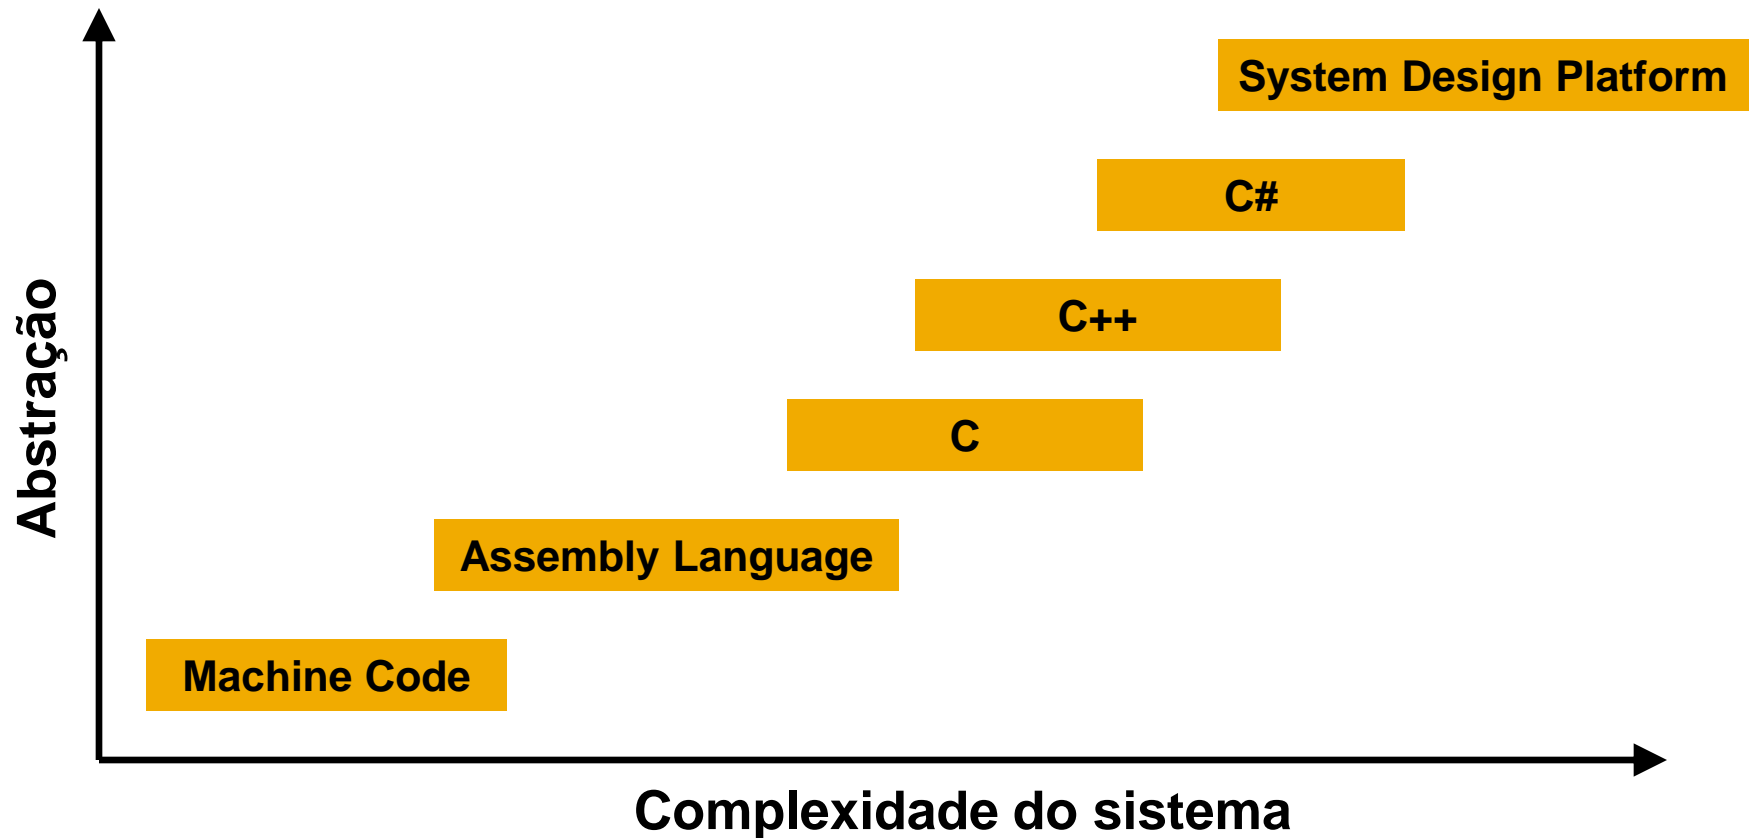 System Design Platform
C#
C++
Abstração
C
Assembly Language
Machine Code
Complexidade do sistema